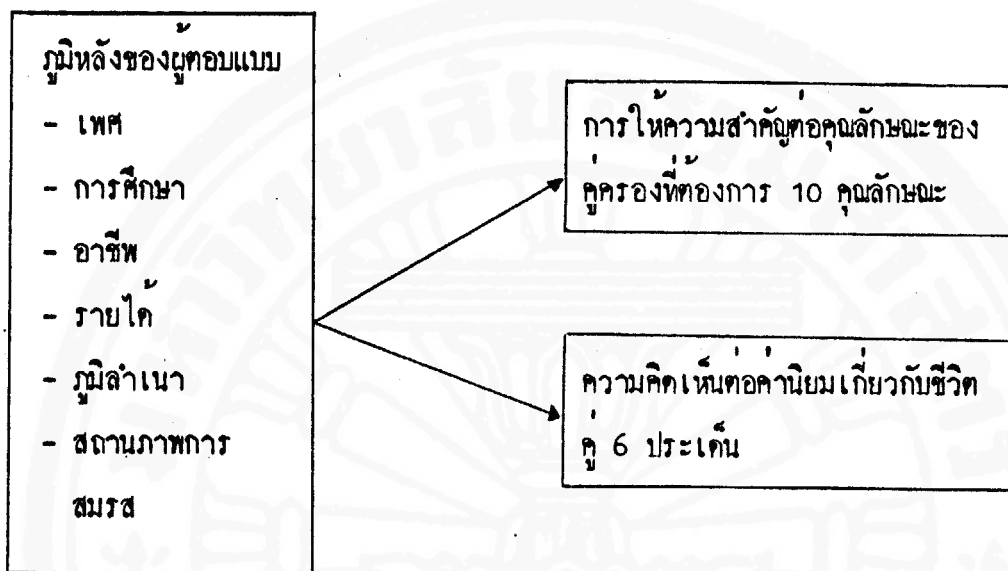 ภูมิหลังของผู้ตอบแบบ
- เพศ
- การศึกษา
- อาชีพ
- รายได้
- ภูมิลำเนา
- สถานภาพการ
สมรส
การให้ความสำคัญต่อคุณลักษณะของ
คู่ครองที่ต้องการ 10 คุณลักษณะ
ความคิดเห็นต่อค่านิยมเกี่ยวกับชีวิต
คู่ 6 ประเด็น